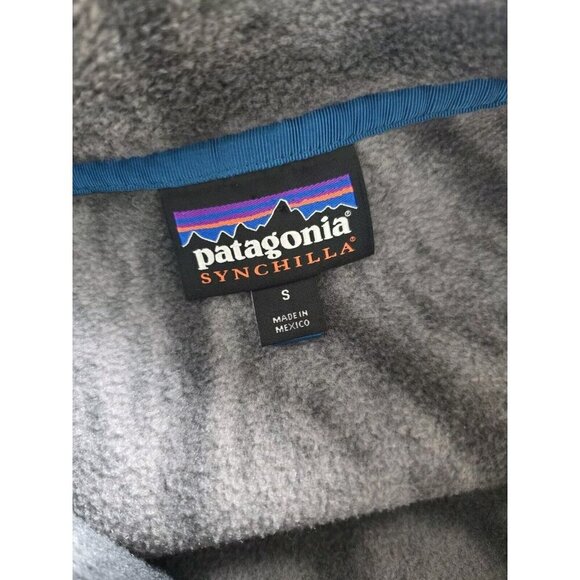 patagonia®
SYNCHILLA®
S
MADE IN
MEXICO